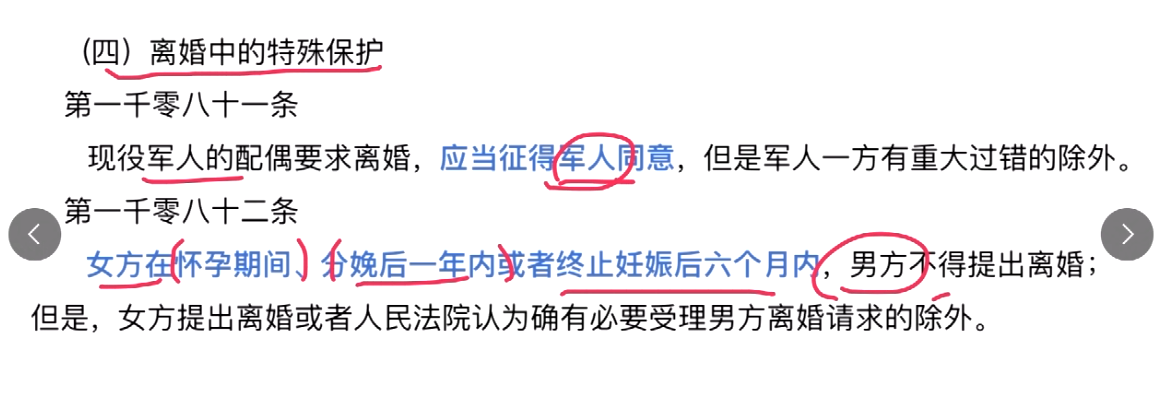 （四）离婚中的特殊保护
第一千零八十一条
现役军人的配偶要求离婚，应当征得军人同意，但是军人一方有重大过错的除外。
第一千零八十二条
女方在怀孕期间、分娩后一年内或者终止妊娠后六个月内，男方不得提出离婚；
但是，女方提出离婚或者人民法院认为确有必要受理男方离婚请求的除外。